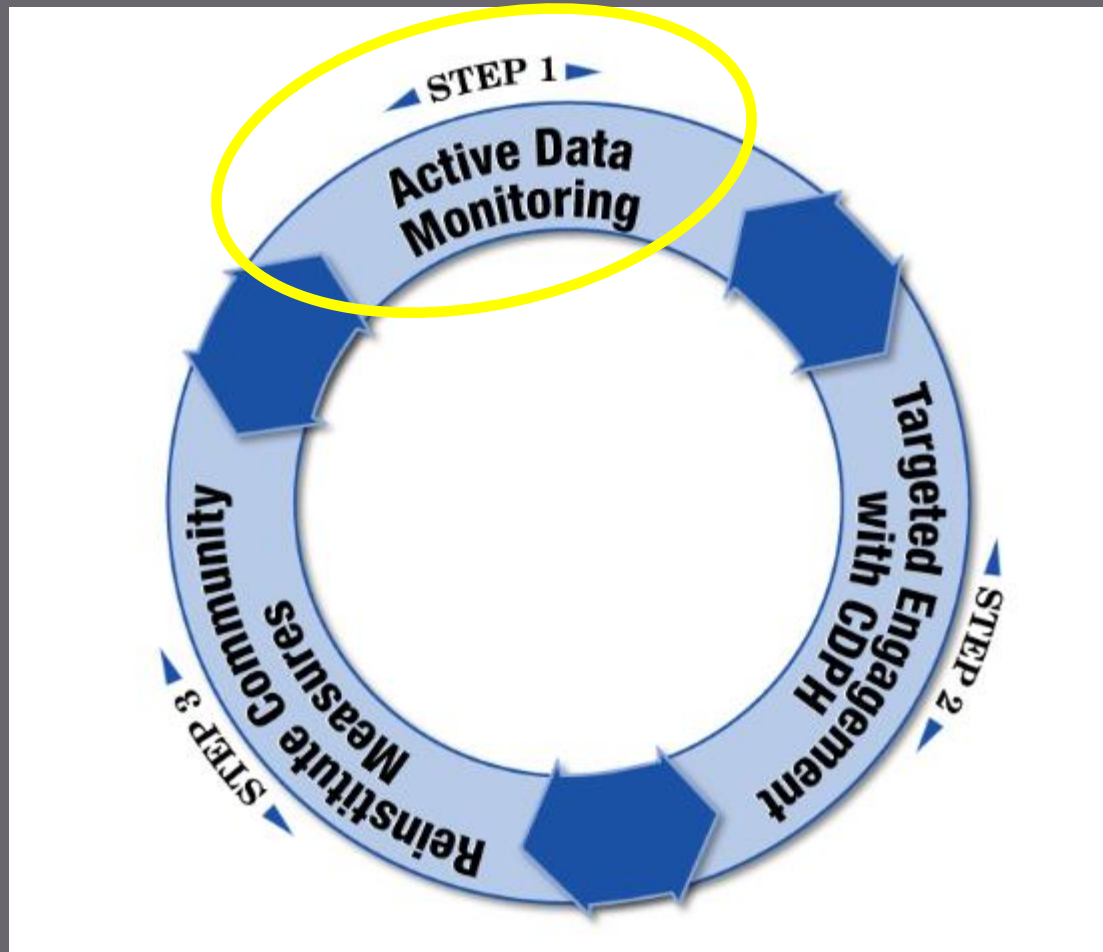 STEP 1
Active Data
Monitoring
Targeted Engagement
with CDPH
STEP 2
Reinstitute Community
Measures
STEP 3